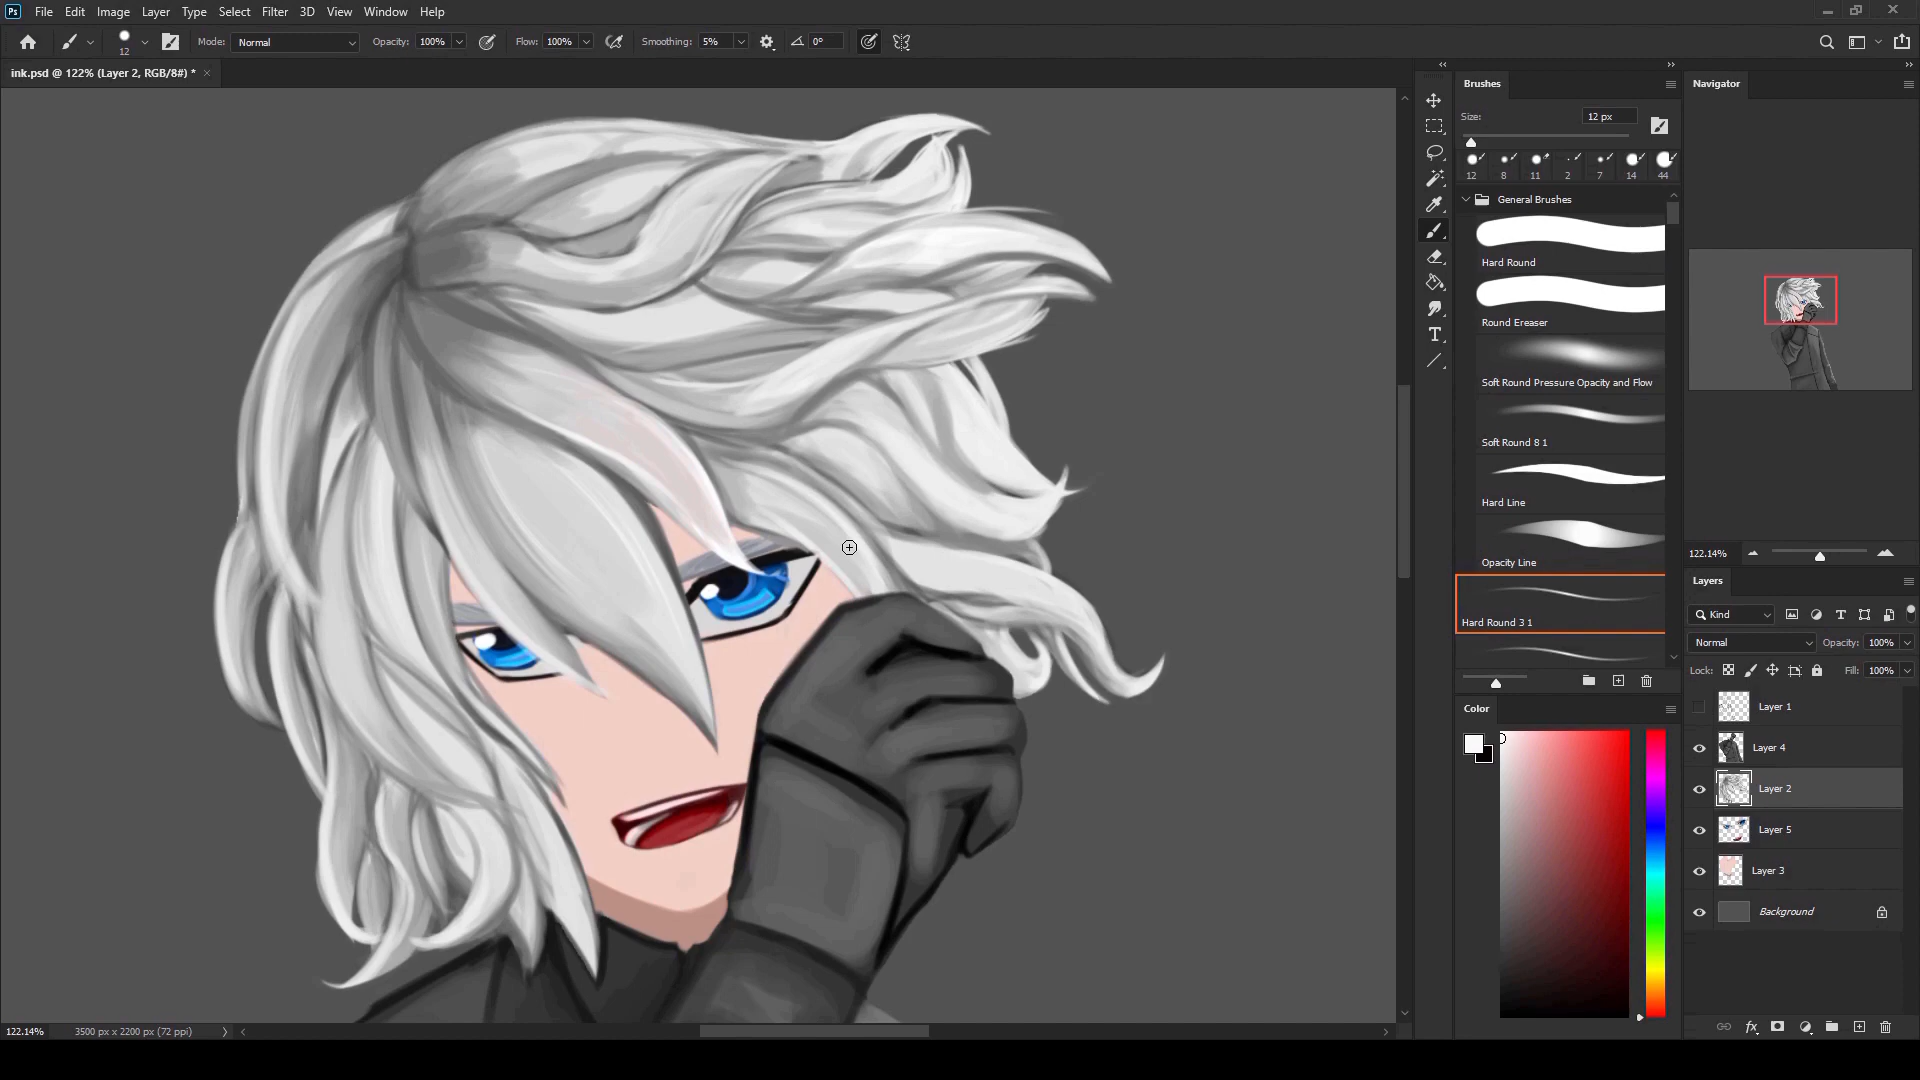 Ps File Edit Image Layer Type Select Filter 3D View Window Help
12 Mode: Normal Opacity: 100% Flow: 100% Smoothing: 5% 0°
ink.psd @ 122% (Layer 2, RGB/8#) * ×
Brushes
Size: 12 px
12 8 11 2 7 14 44
General Brushes
Hard Round
Round Ereaser
Soft Round Pressure Opacity and Flow
Soft Round 8 1
Hard Line
Opacity Line
Hard Round 3 1
Color
Navigator
122.14%
Layers
Kind
Normal Opacity: 100%
Lock: Fill: 100%
Layer 1
Layer 4
Layer 2
Layer 5
Layer 3
Background
122.14% 3500 px x 2200 px (72 ppi)